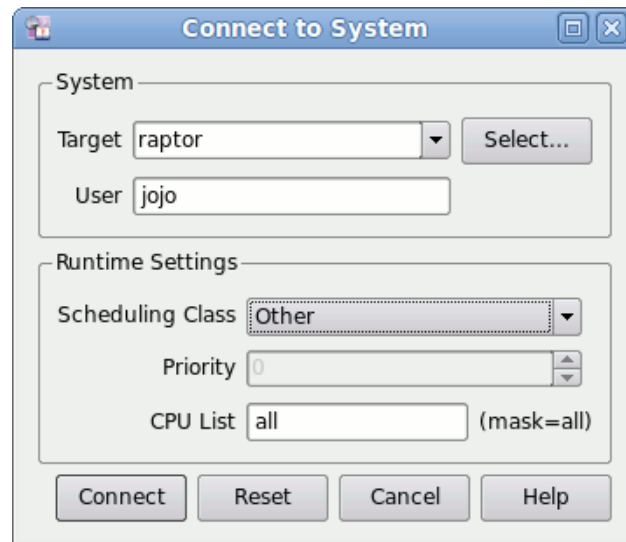 Connect to System
System
Target raptor Select...
User jojo
Runtime Settings
Scheduling Class Other
Priority 0
CPU List all (mask=all)
Connect Reset Cancel Help